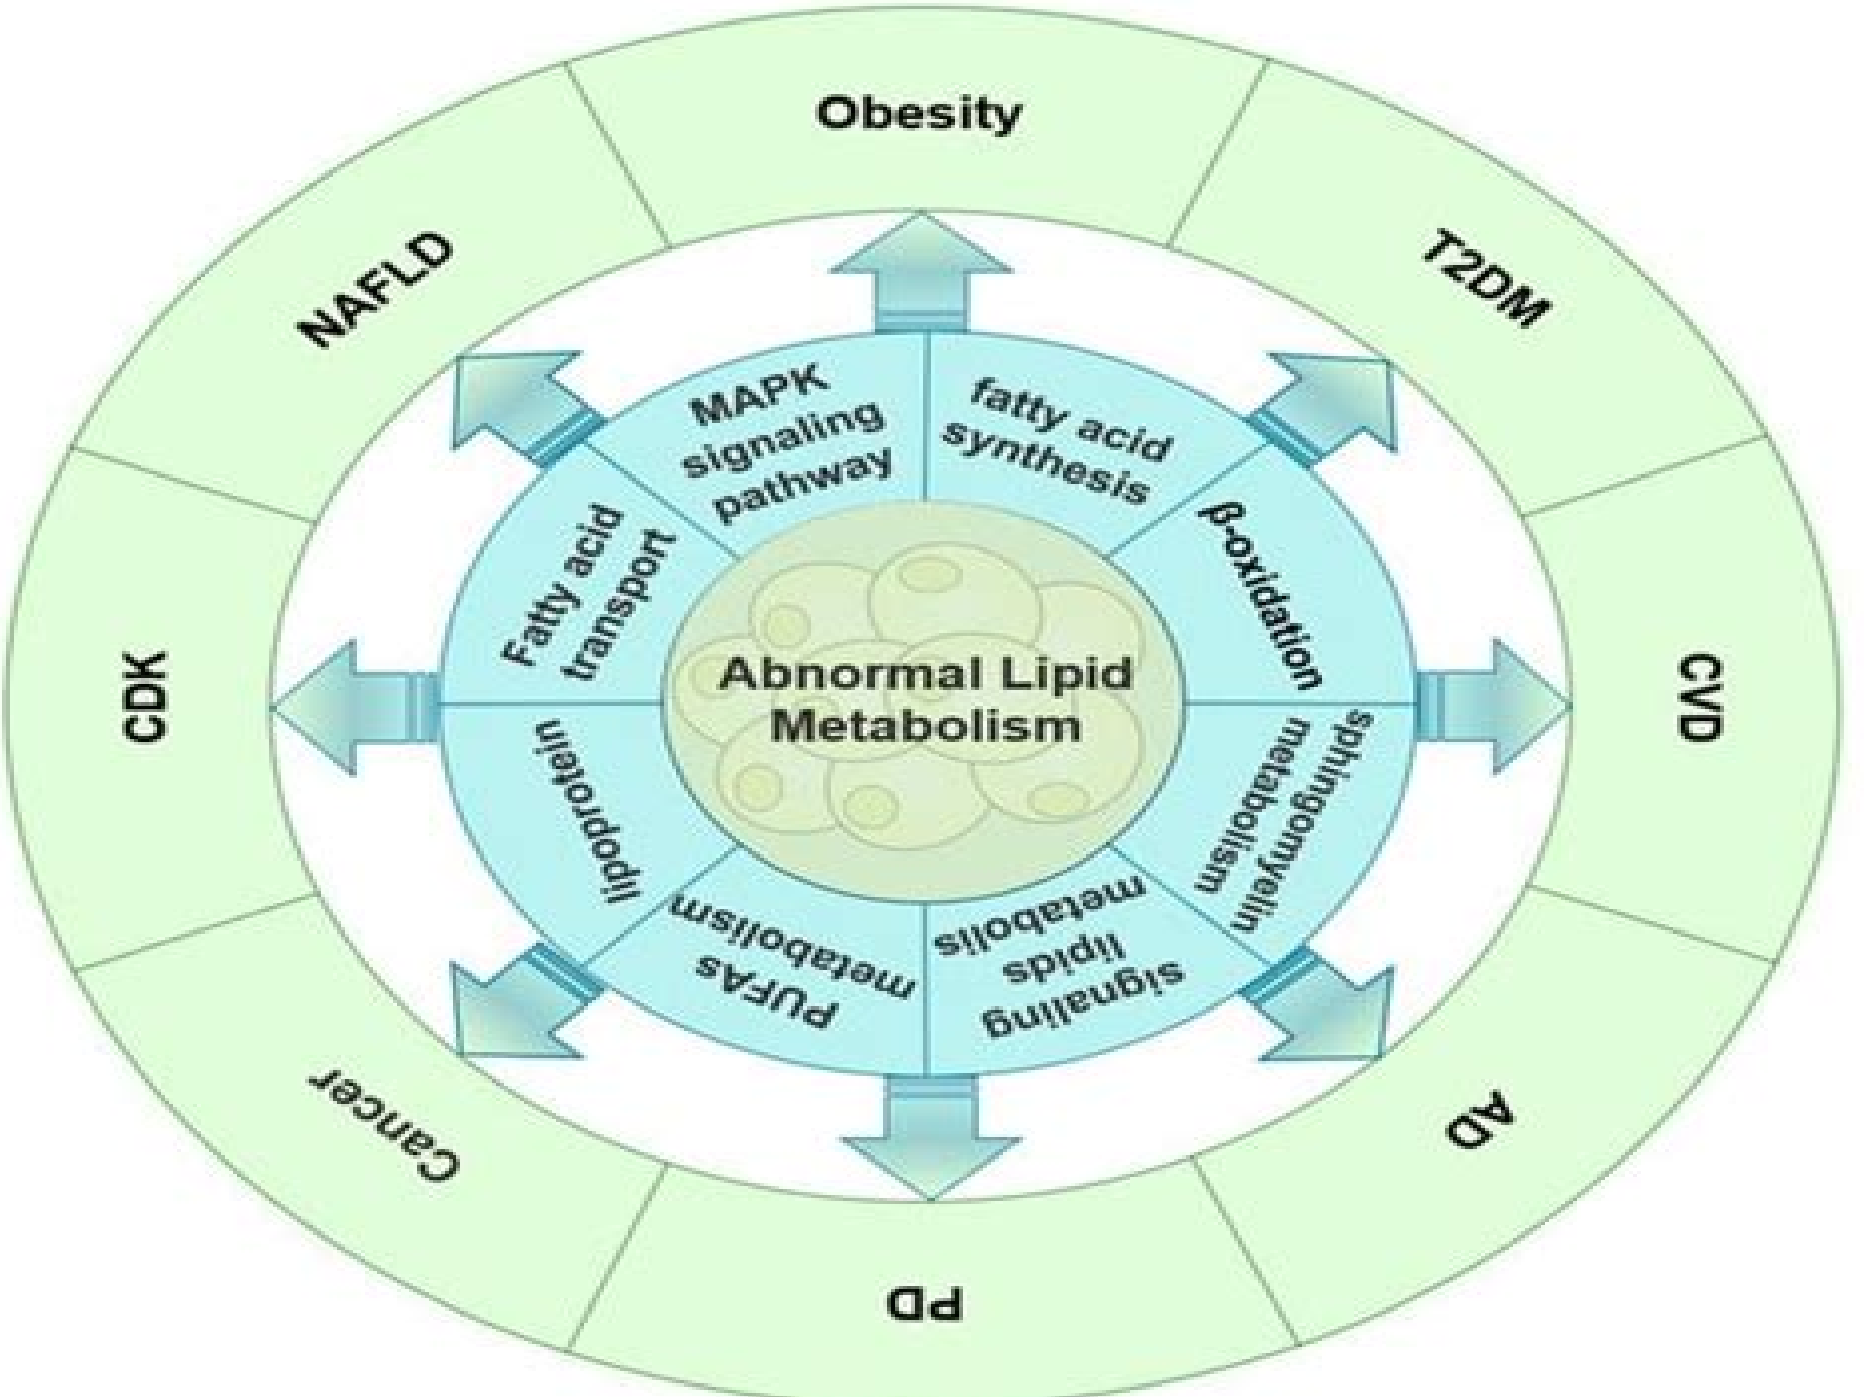 Obesity
T2DM
CVD
AD
PD
Cancer
CDK
NAFLD
MAPK
signaling
pathway
fatty acid
synthesis
β-oxidation
sphingomyelin
metabolism
metabolis
lipids
signaling
metabolism
PUFAs
lipoprotein
Fatty acid
transport
Abnormal Lipid
Metabolism